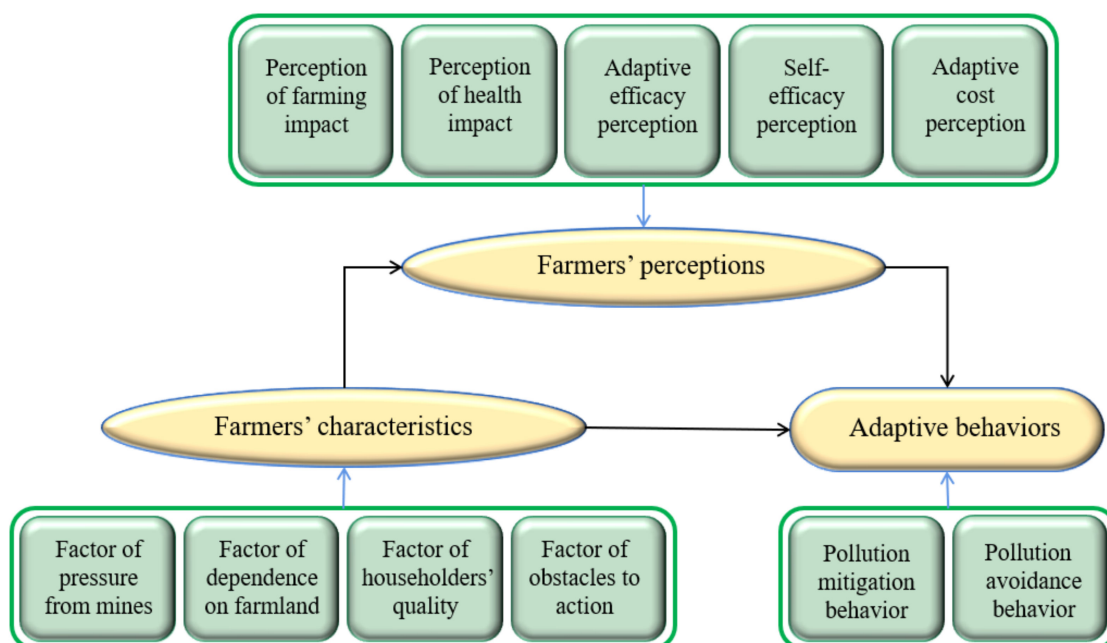 Perception
of farming
impact
Perception
of health
impact
Adaptive
efficacy
perception
Self-
efficacy
perception
Adaptive
cost
perception
Farmers’ perceptions
Farmers’ characteristics
Adaptive behaviors
Factor of
pressure
from mines
Factor of
dependence
on farmland
Factor of
householders’
quality
Factor of
obstacles to
action
Pollution
mitigation
behavior
Pollution
avoidance
behavior